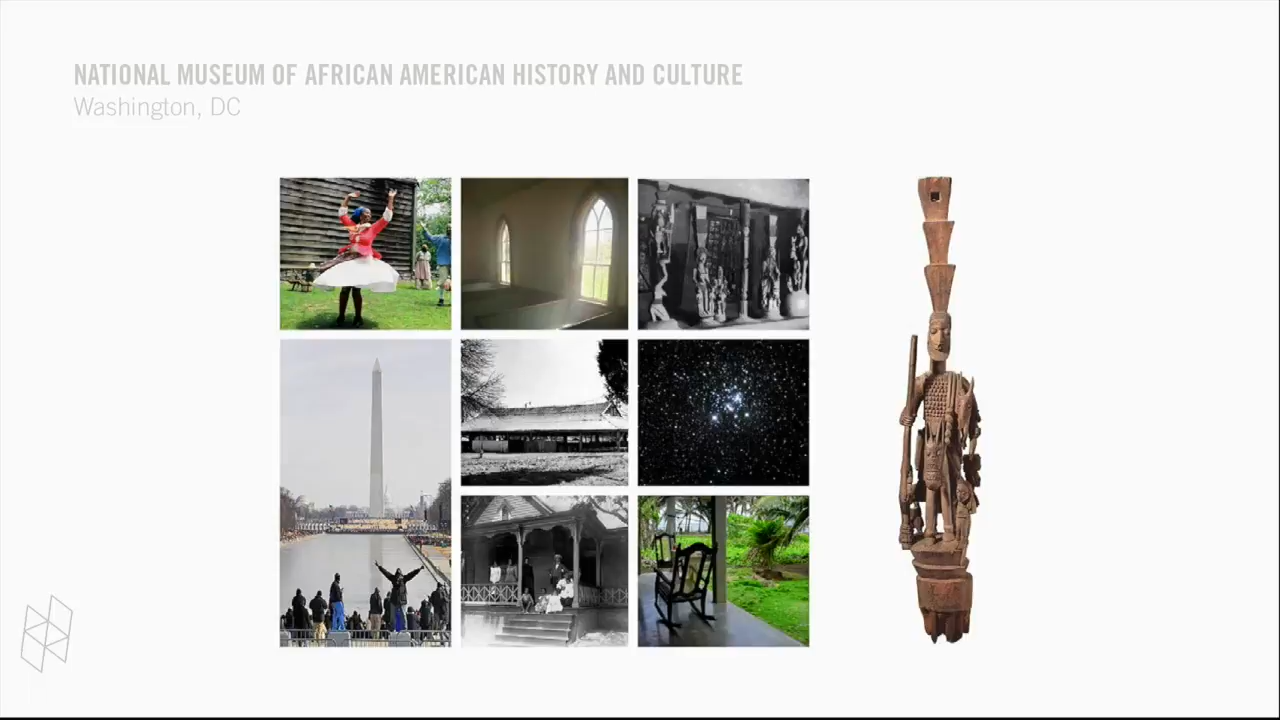 NATIONAL MUSEUM OF AFRICAN AMERICAN HISTORY AND CULTURE
Washington, DC